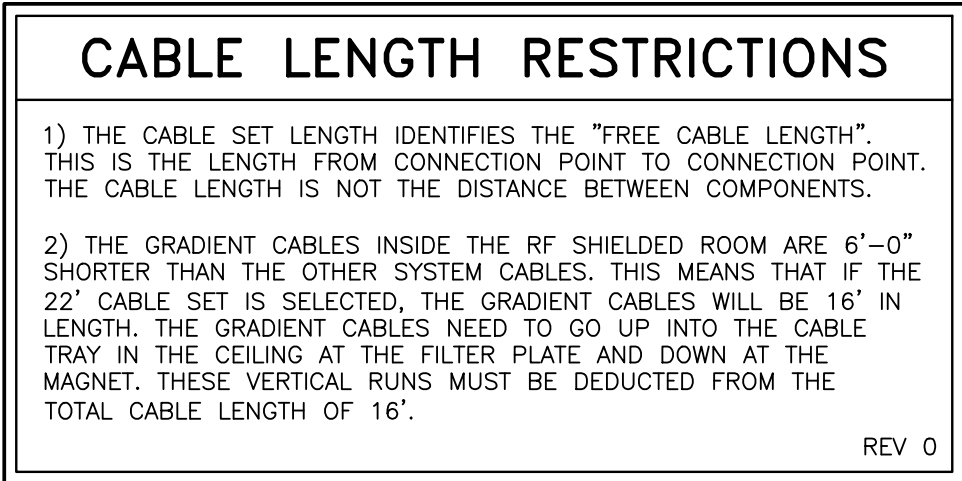 CABLE LENGTH RESTRICTIONS
1) THE CABLE SET LENGTH IDENTIFIES THE "FREE CABLE LENGTH".
THIS IS THE LENGTH FROM CONNECTION POINT TO CONNECTION POINT.
THE CABLE LENGTH IS NOT THE DISTANCE BETWEEN COMPONENTS.
2) THE GRADIENT CABLES INSIDE THE RF SHIELDED ROOM ARE 6'-0"
SHORTER THAN THE OTHER SYSTEM CABLES. THIS MEANS THAT IF THE
22' CABLE SET IS SELECTED, THE GRADIENT CABLES WILL BE 16' IN
LENGTH. THE GRADIENT CABLES NEED TO GO UP INTO THE CABLE
TRAY IN THE CEILING AT THE FILTER PLATE AND DOWN AT THE
MAGNET. THESE VERTICAL RUNS MUST BE DEDUCTED FROM THE
TOTAL CABLE LENGTH OF 16'.
REV 0